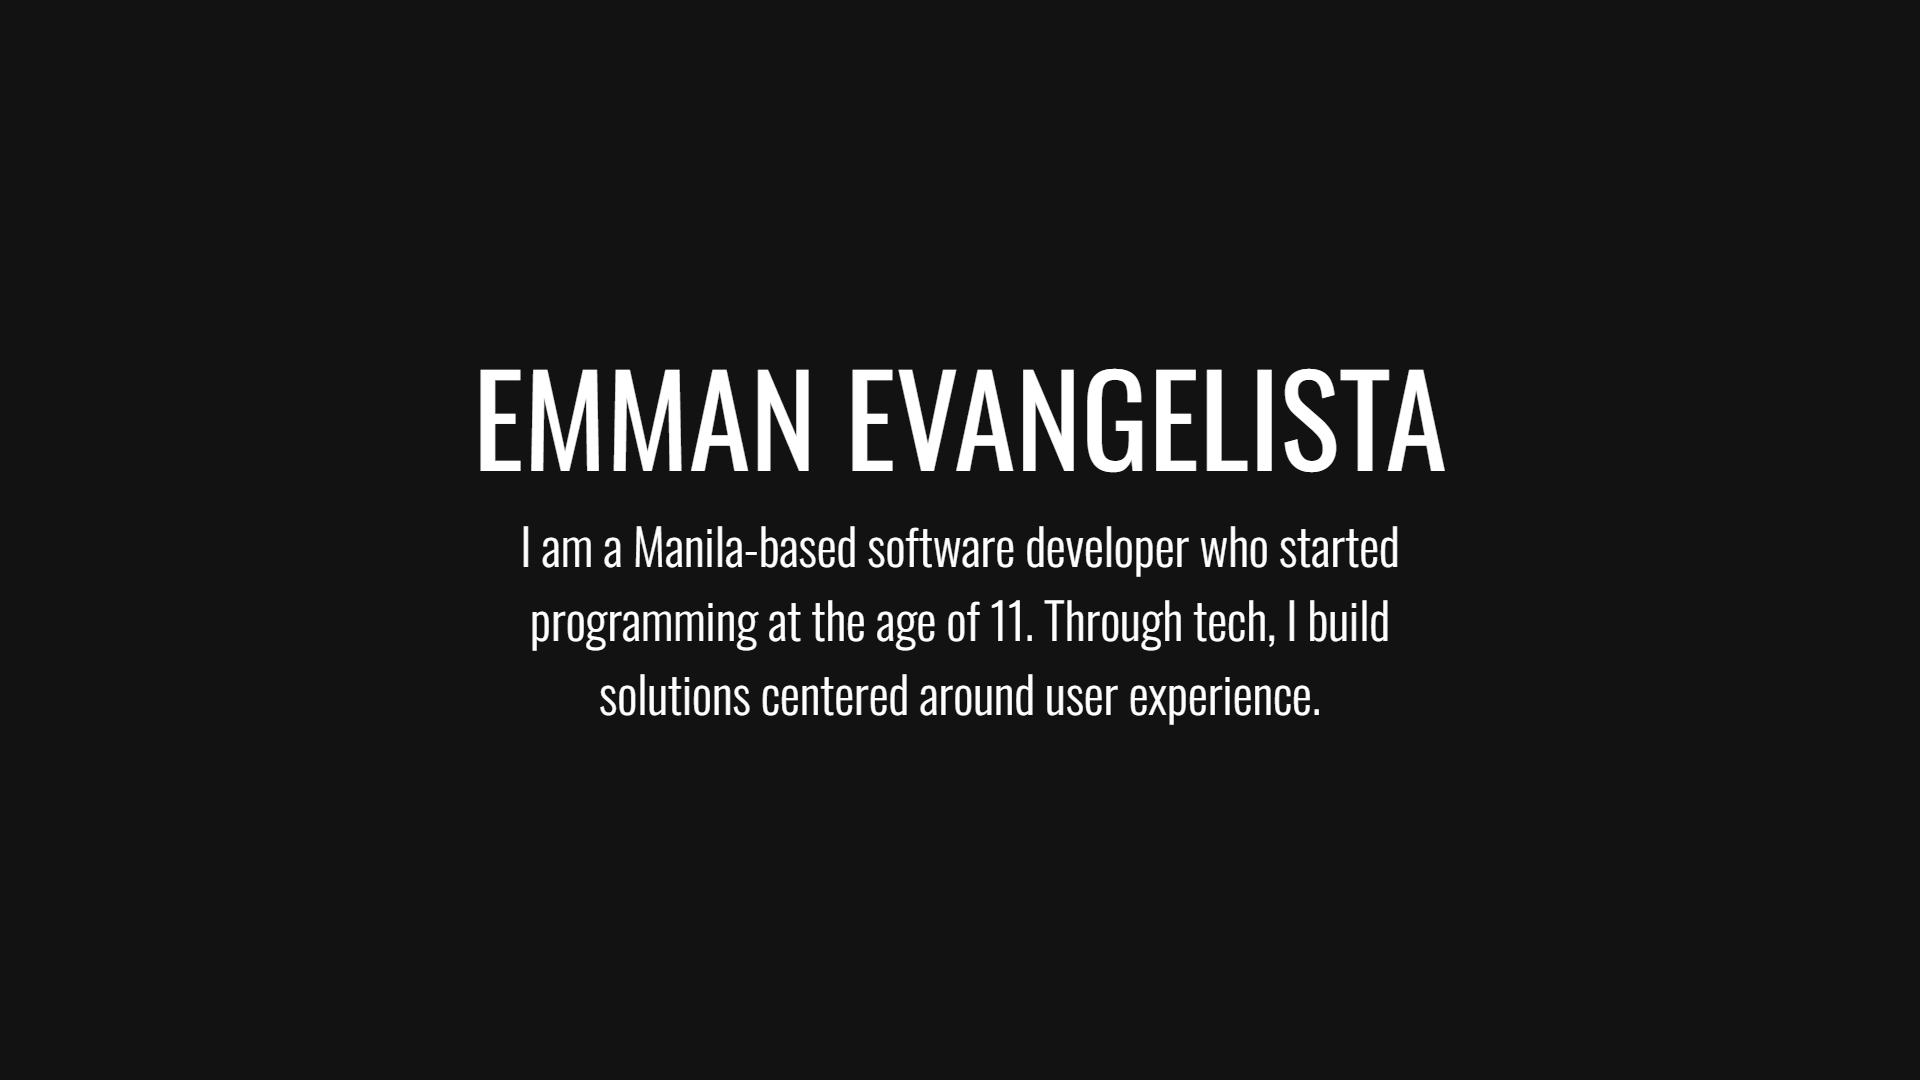 EMMAN EVANGELISTA
I am a Manila-based software developer who started
programming at the age of 11. Through tech, I build
solutions centered around user experience.